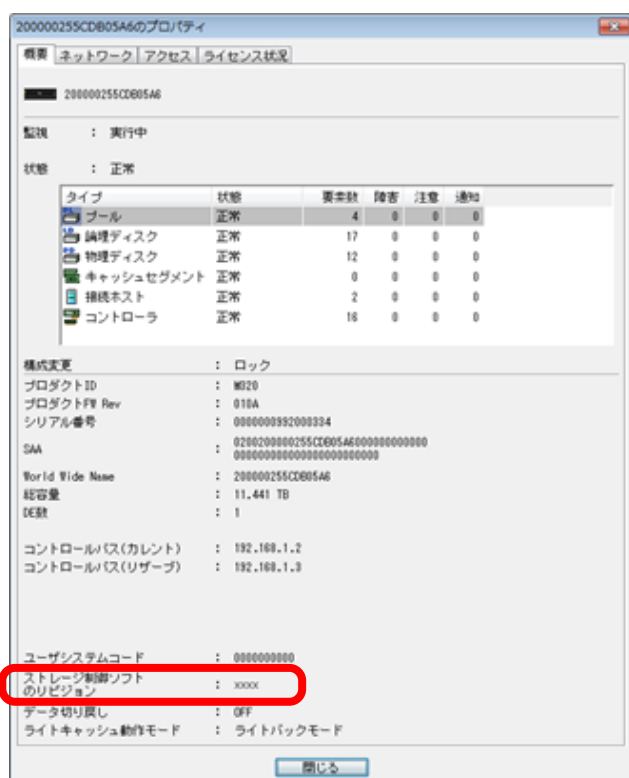 200000255CDB05A6のプロパティ
概要 ネットワーク アクセス ライセンス状況
200000255CDB05A6
監視 : 実行中
状態 : 正常
タイプ 状態 要素数 障害 注意 通知
プール 正常 4 0 0 0
論理ディスク 正常 17 0 0 0
物理ディスク 正常 12 0 0 0
キャッシュセグメント 正常 0 0 0 0
接続ホスト 正常 2 0 0 0
コントローラ 正常 16 0 0 0
構成変更 : ロック
プロダクトID : M020
プロダクトFW Rev : 010A
シリアル番号 : 0000000992000334
SAA : 0200200000255CDB05A6000000000000
000000000000000000000000
World Wide Name : 200000255CDB05A6
総容量 : 11.441 TB
DE数 : 1
コントロールパス(カレント) : 192.168.1.2
コントロールパス(リザーブ) : 192.168.1.3
ユーザシステムコード : 0000000000
ストレージ制御ソフト
のリビジョン : xxxx
データ切り戻し : OFF
ライトキャッシュ動作モード : ライトバックモード
閉じる